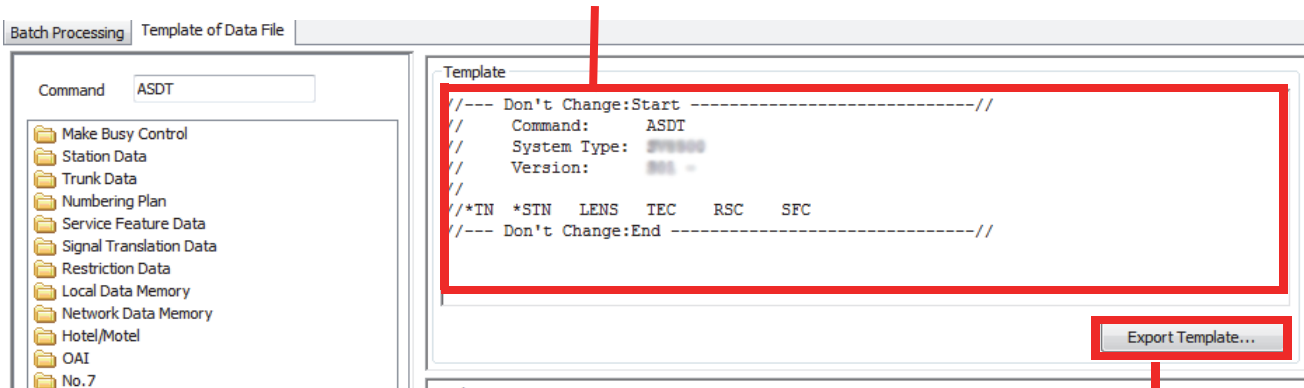 Batch Processing
Template of Data File
Command
ASDT
Make Busy Control
Station Data
Trunk Data
Numbering Plan
Service Feature Data
Signal Translation Data
Restriction Data
Local Data Memory
Network Data Memory
Hotel/Motel
OAI
No.7
Template
//--- Don't Change:Start -----------------------------//
// Command: ASDT
// System Type:
// Version:
//
//*TN *STN LENS TEC RSC SFC
//--- Don't Change:End -------------------------------//
Export Template...